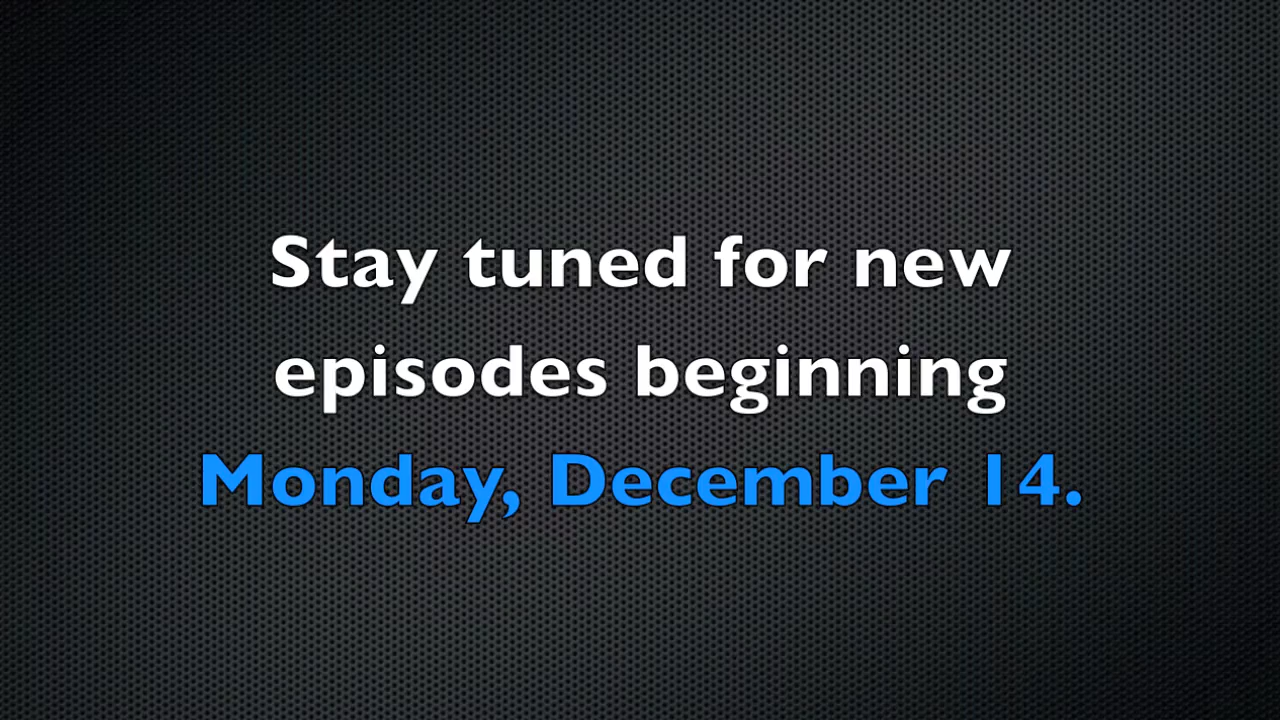 Stay tuned for new
episodes beginning
Monday, December 14.